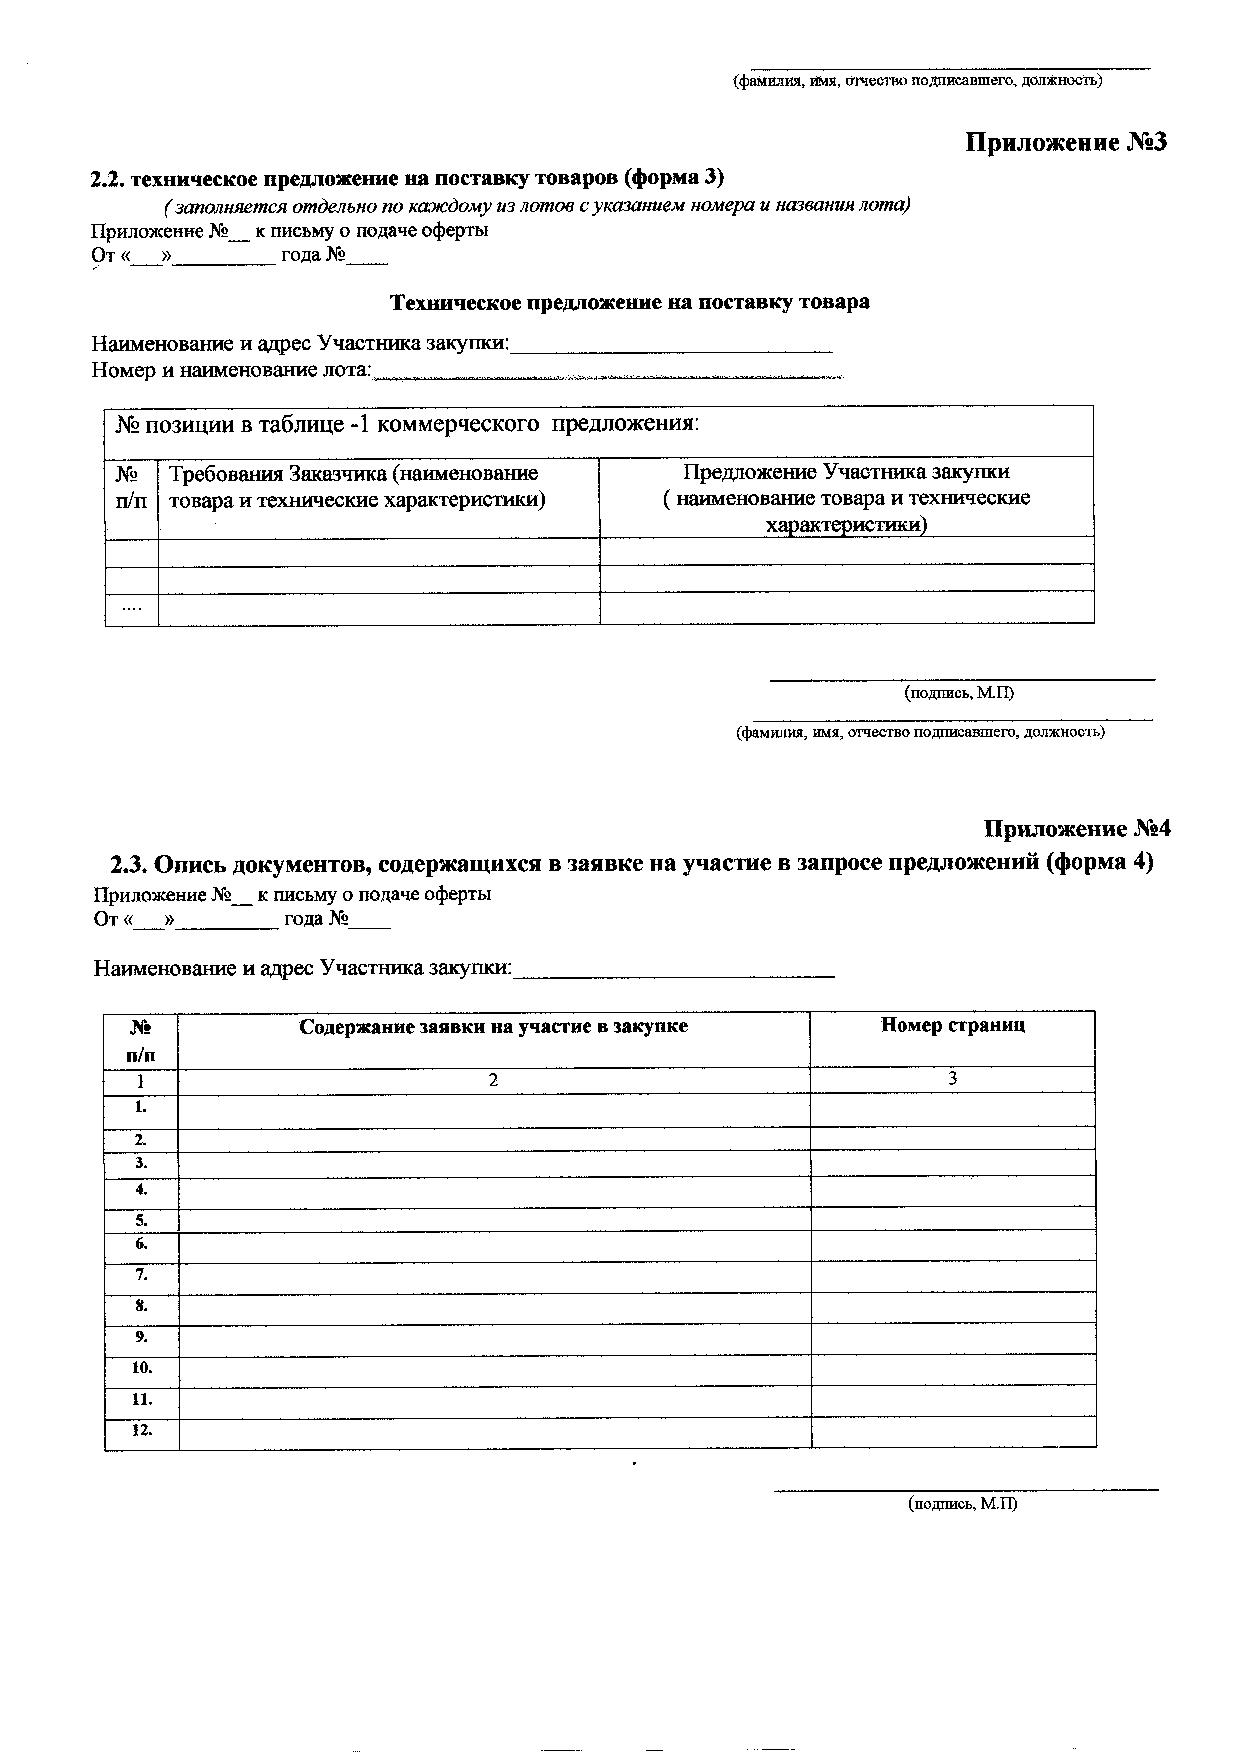 (фамилия, имя, отчество подписавшего, должность)
Приложение №3
2.2. техническое предложение на поставку товаров (форма 3)
( заполняется отдельно по каждому из лотов с указанием номера и названия лота)
Приложение №__ к письму о подаче оферты
От «___»__________ года №____
Техническое предложение на поставку товара
Наименование и адрес Участника закупки:______________________________
Номер и наименование лота:____________________________________________
№ позиции в таблице -1 коммерческого предложения:
№ п/п
Требования Заказчика (наименование
товара и технические характеристики)
Предложение Участника закупки
( наименование товара и технические
характеристики)
....
(подпись, М.П)
(фамилия, имя, отчество подписавшего, должность)
Приложение №4
2.3. Опись документов, содержащихся в заявке на участие в запросе предложений (форма 4)
Приложение №__ к письму о подаче оферты
От «___»__________ года №____
Наименование и адрес Участника закупки:______________________________
№ п/п
Содержание заявки на участие в закупке
Номер страниц
1 2 3
1.
2.
3.
4.
5.
6.
7.
8.
9.
10.
11.
12.
(подпись, М.П)